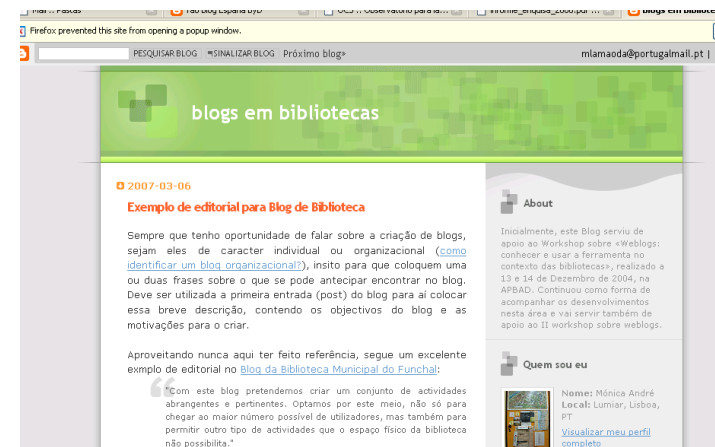 Firefox prevented this site from opening a popup window.
PESQUISAR BLOG SINALIZAR BLOG Próximo blog»
mlamaoda@portugalmail.pt |
blogs em bibliotecas
2007-03-06
Exemplo de editorial para Blog de Biblioteca
Sempre que tenho oportunidade de falar sobre a criação de blogs,
sejam eles de caracter individual ou organizacional (como
identificar um blog organizacional?), insito para que coloquem uma
ou duas frases sobre o que se pode antecipar encontrar no blog.
Deve ser utilizada a primeira entrada (post) do blog para aí colocar
essa breve descrição, contendo os objectivos do blog e as
motivações para o criar.
Aproveitando nunca aqui ter feito referência, segue um excelente
exmplo de editorial no Blog da Biblioteca Municipal do Funchal:
"Com este blog pretendemos criar um conjunto de actividades
abrangentes e pertinentes. Optamos por este meio, não só para
chegar ao maior número possível de utilizadores, mas também para
permitir outro tipo de actividades que o espaço físico da biblioteca
não possibilita."
About
Inicialmente, este Blog serviu de
apoio ao Workshop sobre «Weblogs:
conhecer e usar a ferramenta no
contexto das bibliotecas», realizado a
13 e 14 de Dezembro de 2004, na
APBAD. Continuou como forma de
acompanhar os desenvolvimentos
nesta área e vai servir também de
apoio ao II workshop sobre weblogs.
Quem sou eu
Nome: Mónica André
Local: Lumiar, Lisboa,
PT
Visualizar meu perfil
completo